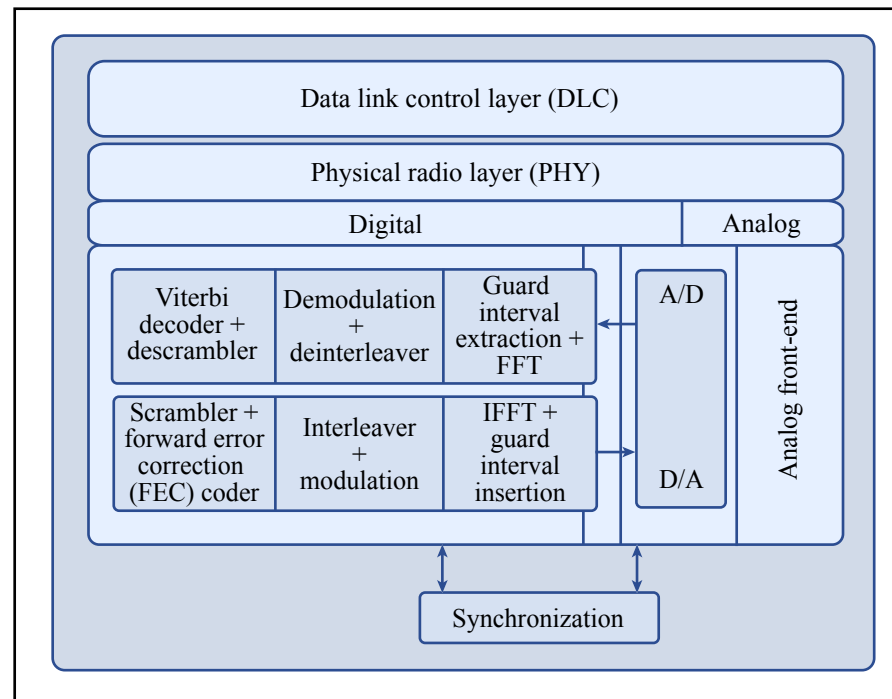 Data link control layer (DLC)
Physical radio layer (PHY)
Digital
Analog
Viterbi
decoder +
descrambler
Demodulation
+
deinterleaver
Guard
interval
extraction +
FFT
A/D
Scrambler +
forward error
correction
(FEC) coder
Interleaver
+
modulation
IFFT +
guard
interval
insertion
D/A
Analog front-end
Synchronization